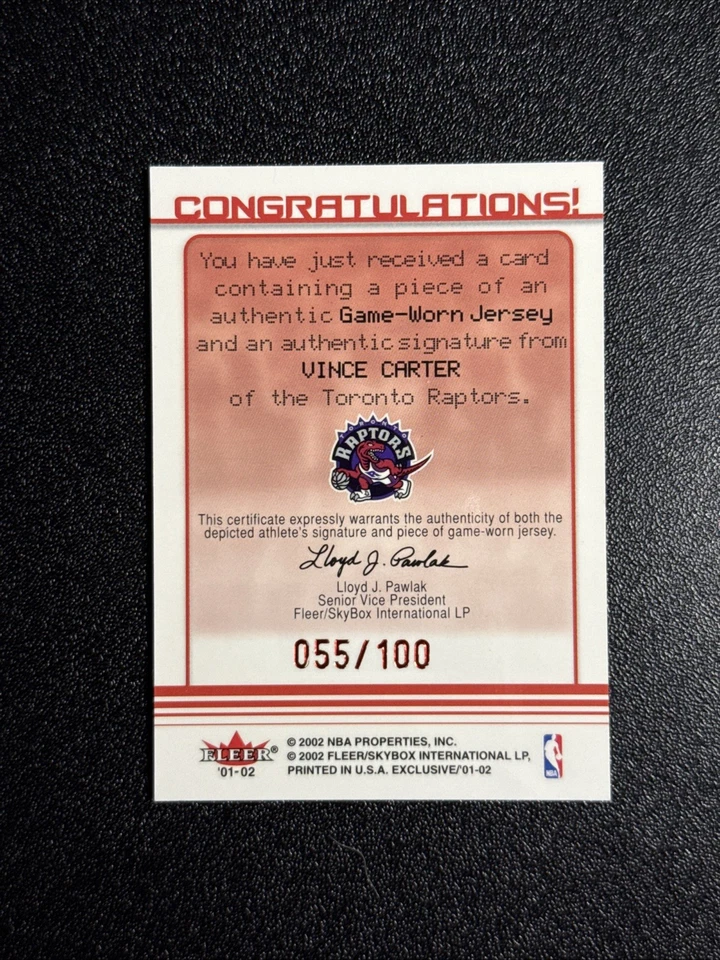 CONGRATULATIONS!
You have just received a card
containing a piece of an
authentic Game-Worn Jersey
and an authentic signature from
VINCE CARTER
of the Toronto Raptors.
TORONTO
RAPTORS
This certificate expressly warrants the authenticity of both the
depicted athlete's signature and piece of game-worn jersey.
Lloyd J. Pawlak
Lloyd J. Pawlak
Senior Vice President
Fleer/SkyBox International LP
055/100
FLEER®
'01-02
© 2002 NBA PROPERTIES, INC.
© 2002 FLEER/SKYBOX INTERNATIONAL LP,
PRINTED IN U.S.A. EXCLUSIVE/'01-02
NBA